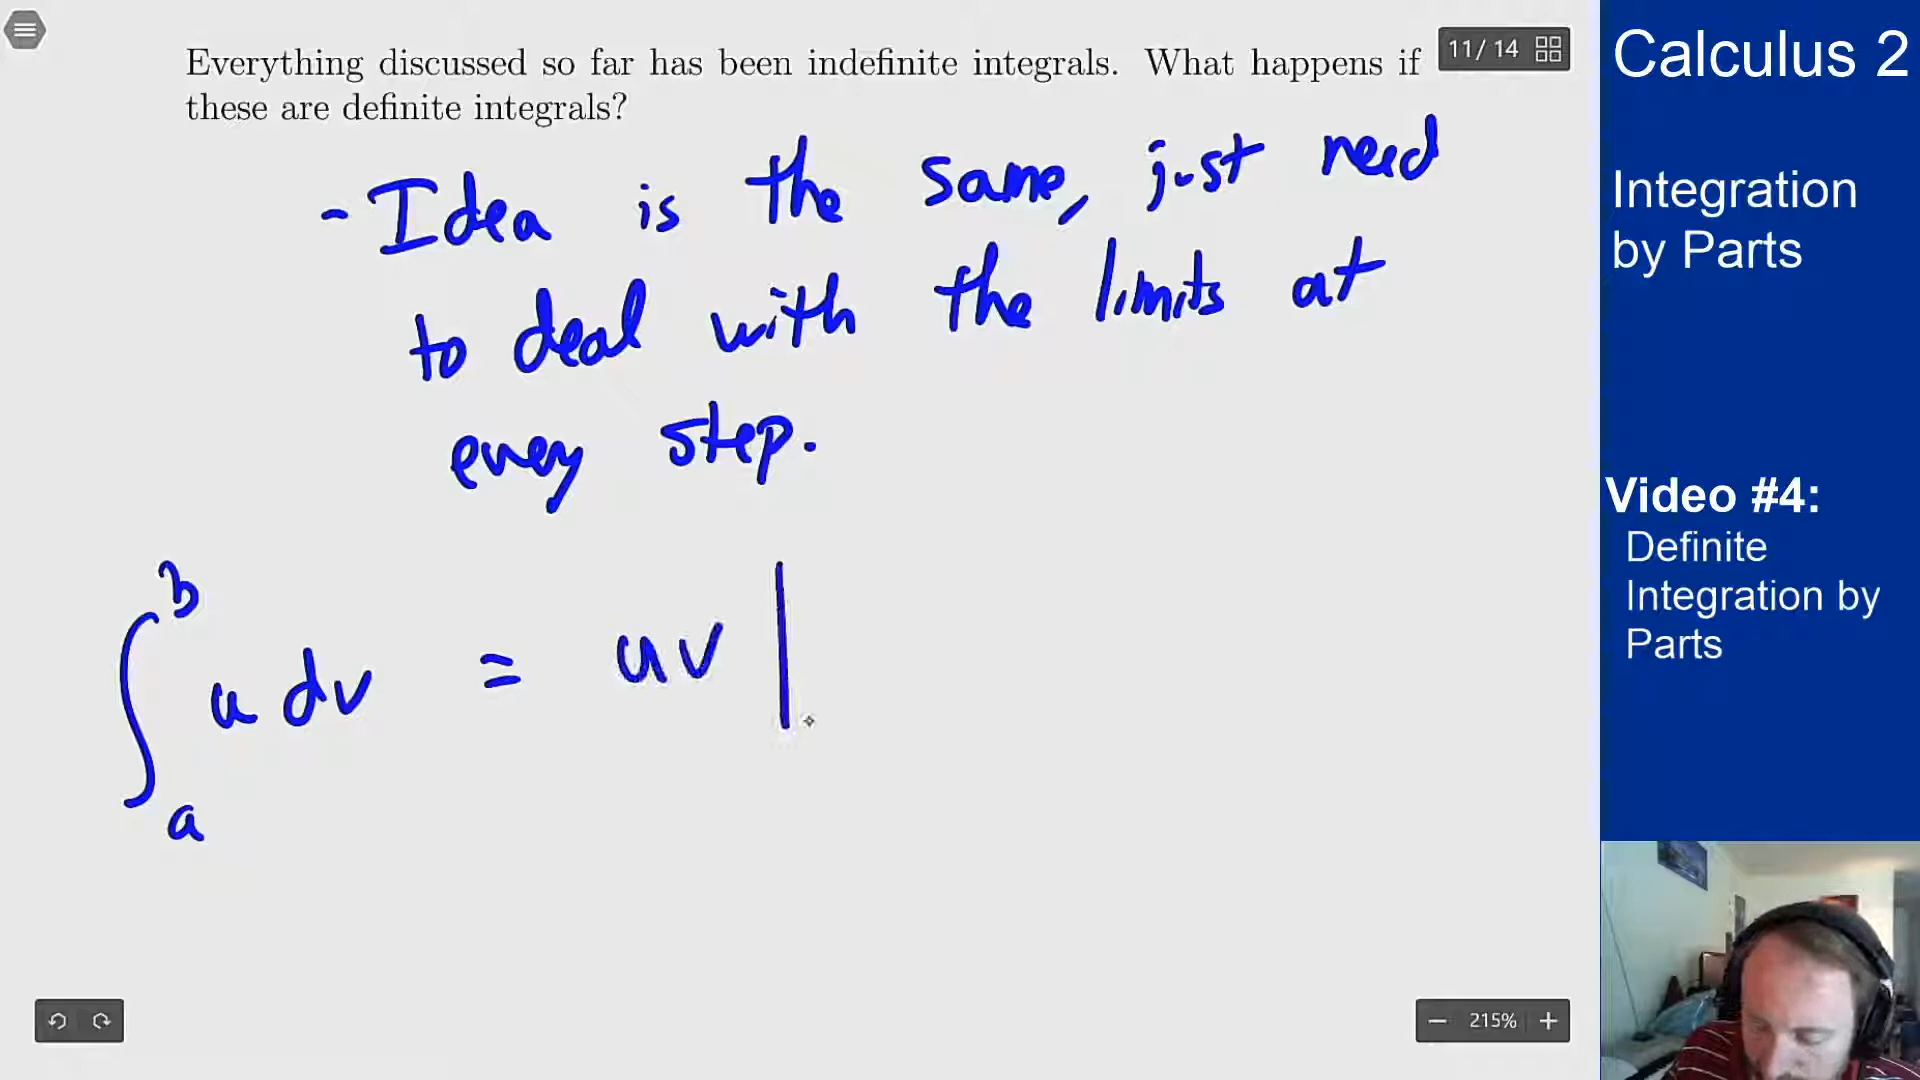 Everything discussed so far has been indefinite integrals. What happens if
these are definite integrals?
11 / 14
- Idea is the same, just need
to deal with the limits at
every step.
∫_a^b u dv = uv |
215%
Calculus 2
Integration
by Parts
Video #4:
Definite
Integration by
Parts